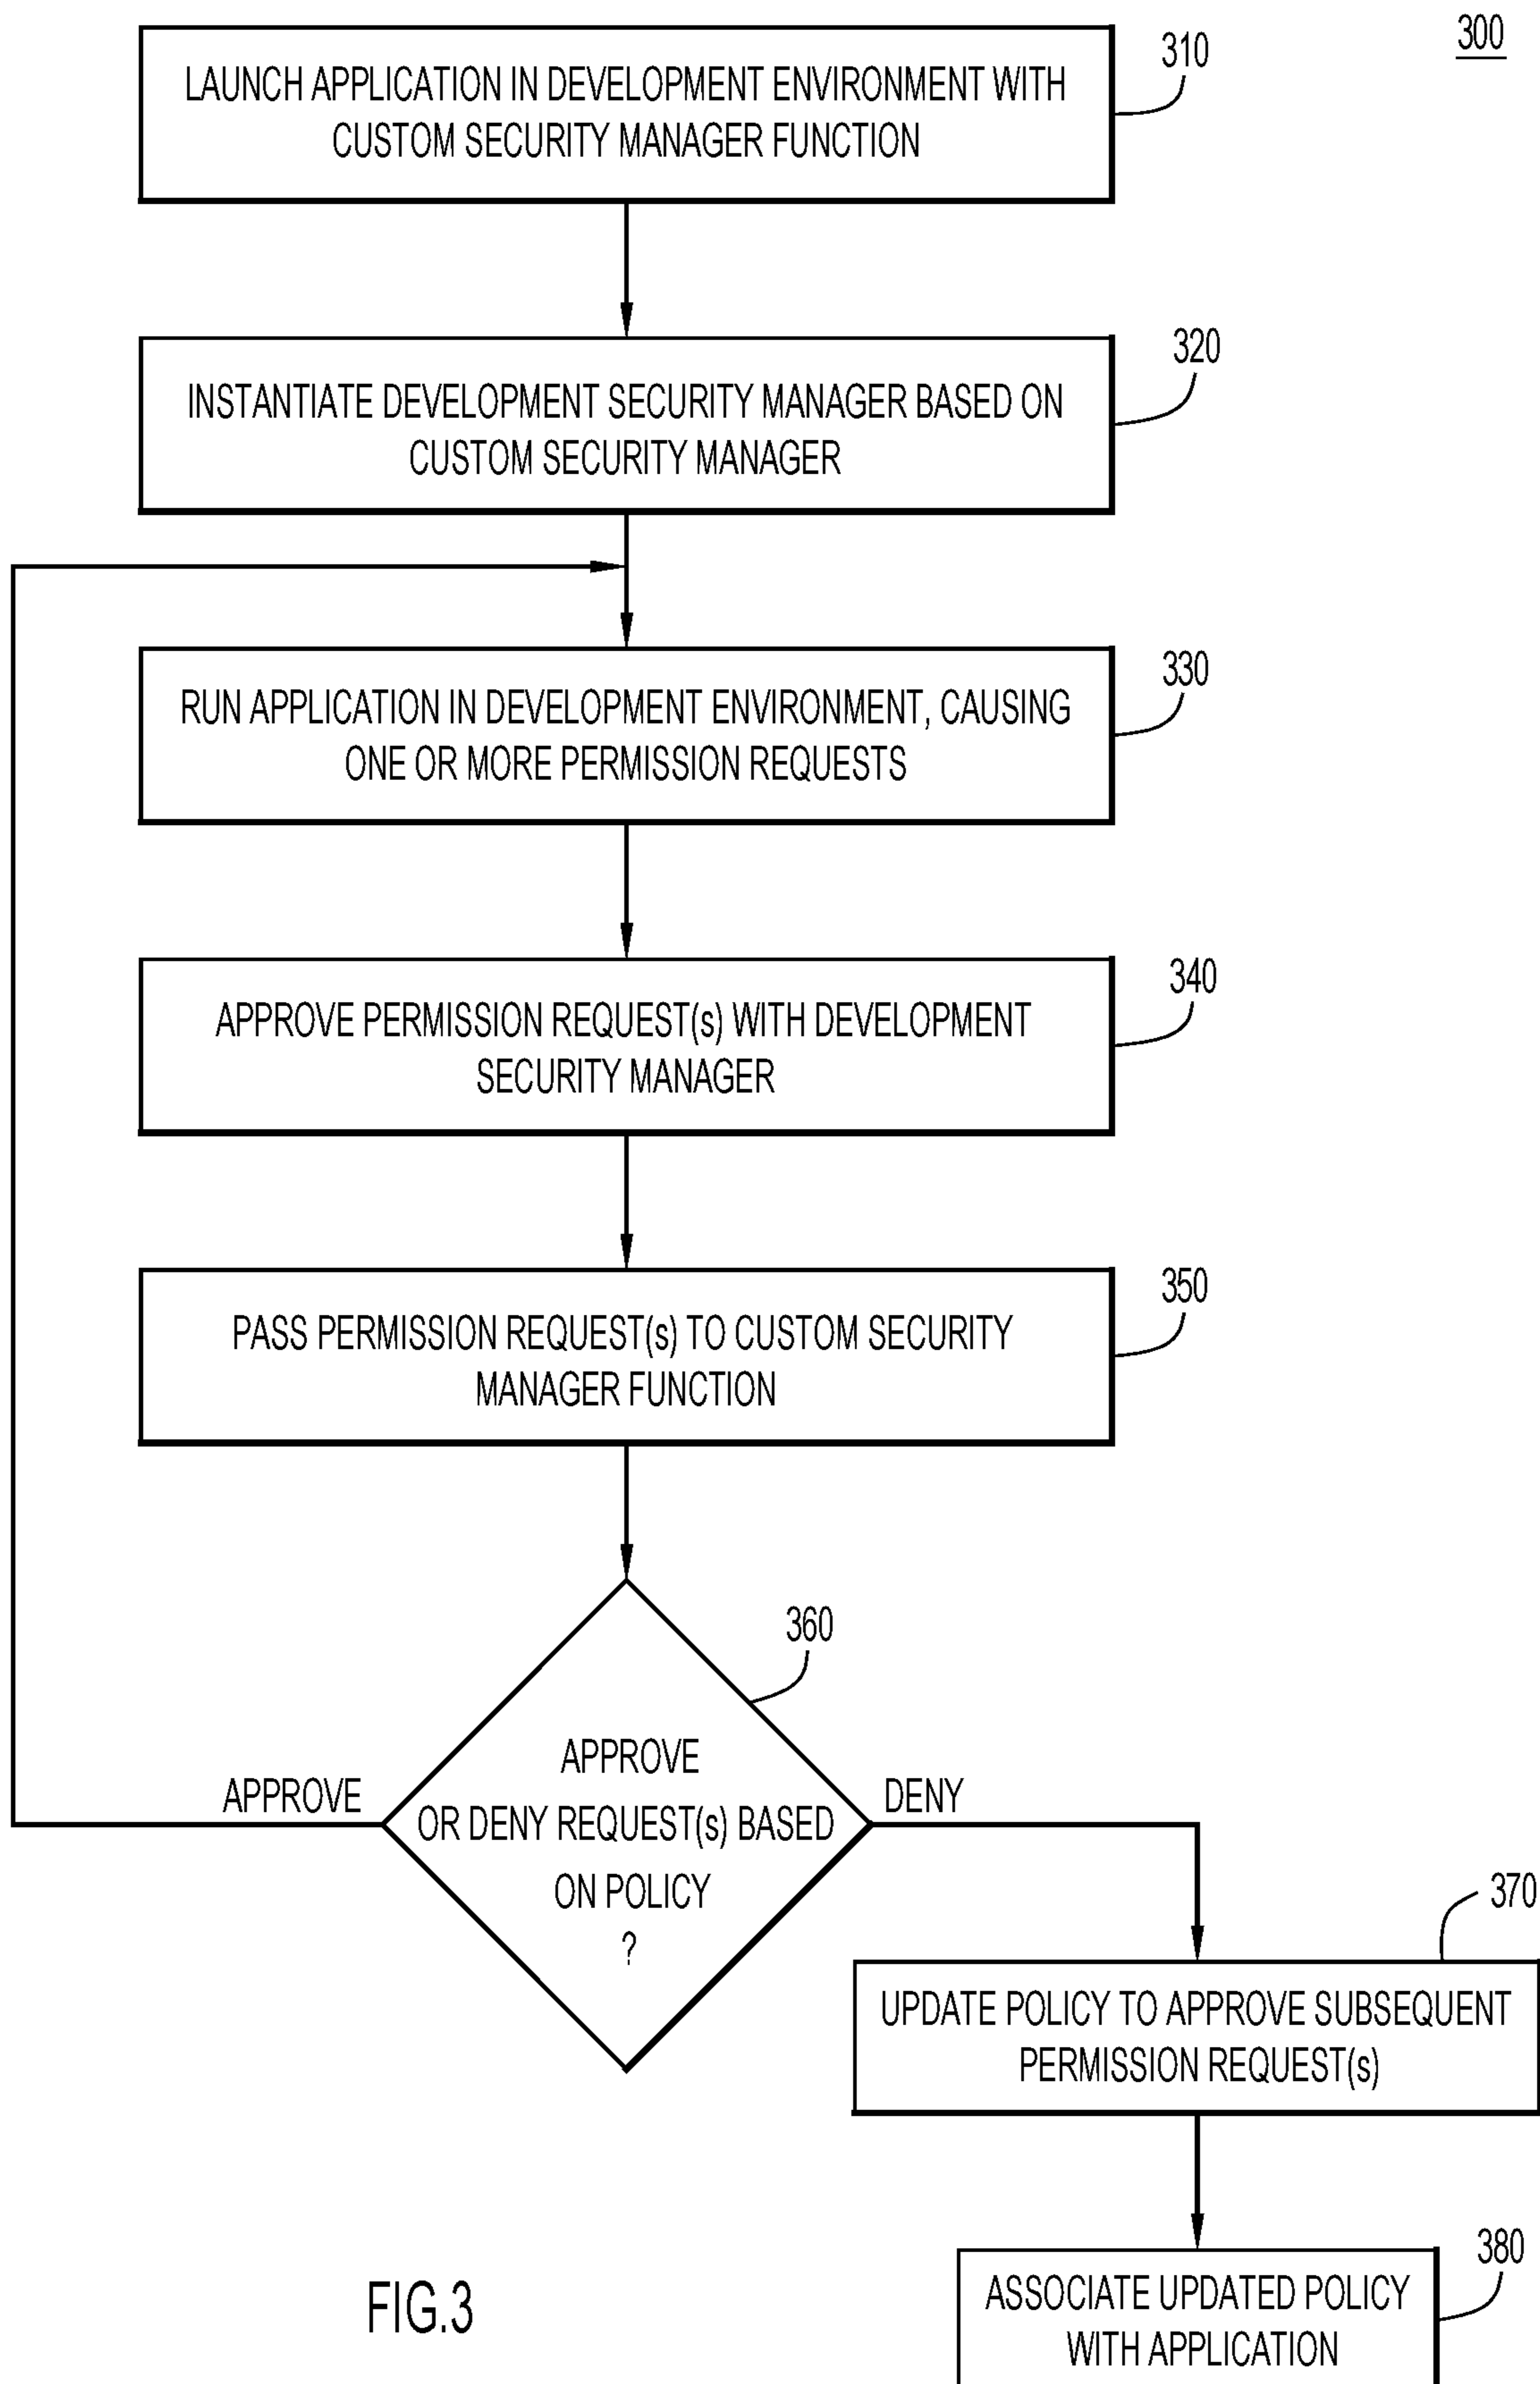 300
310
LAUNCH APPLICATION IN DEVELOPMENT ENVIRONMENT WITH
CUSTOM SECURITY MANAGER FUNCTION
320
INSTANTIATE DEVELOPMENT SECURITY MANAGER BASED ON
CUSTOM SECURITY MANAGER
330
RUN APPLICATION IN DEVELOPMENT ENVIRONMENT, CAUSING
ONE OR MORE PERMISSION REQUESTS
340
APPROVE PERMISSION REQUEST(s) WITH DEVELOPMENT
SECURITY MANAGER
350
PASS PERMISSION REQUEST(s) TO CUSTOM SECURITY
MANAGER FUNCTION
360
APPROVE
OR DENY REQUEST(s) BASED
ON POLICY
?
APPROVE
DENY
370
UPDATE POLICY TO APPROVE SUBSEQUENT
PERMISSION REQUEST(s)
380
ASSOCIATE UPDATED POLICY
WITH APPLICATION
FIG.3